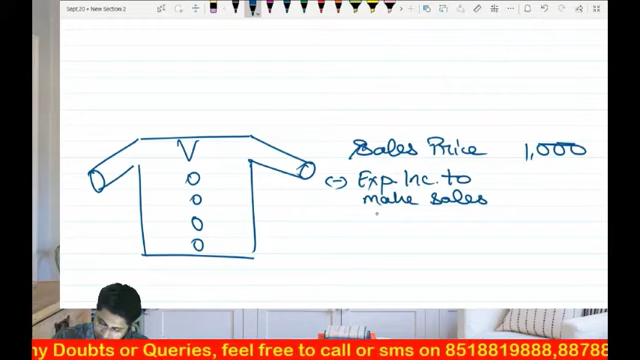 Sept 20 + New Section 2
V
Sales Price 1,000
(-) Exp. Inc. to
make sales
ny Doubts or Queries, feel free to call or sms on 8518819888,88788